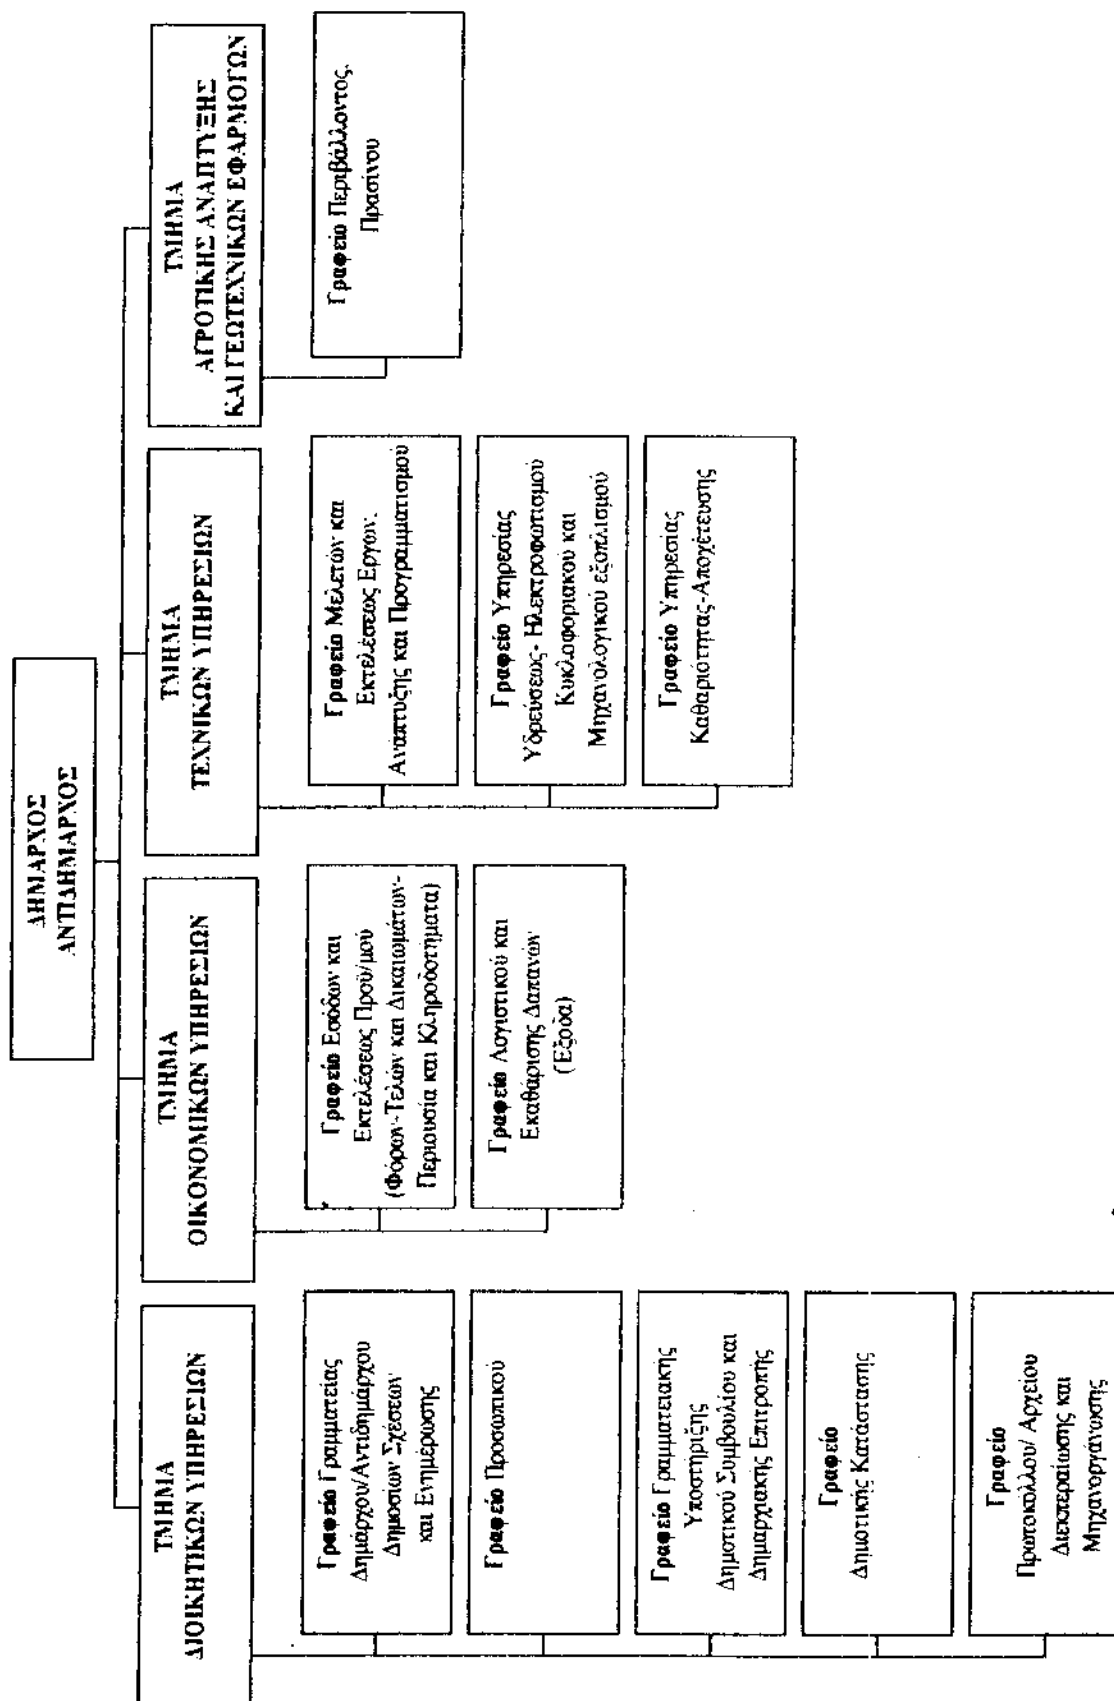 ΔΗΜΑΡΧΟΣ
ΑΝΤΙΔΗΜΑΡΧΟΣ
ΤΜΗΜΑ
ΔΙΟΙΚΗΤΙΚΩΝ ΥΠΗΡΕΣΙΩΝ
Γραφείο Γραμματείας
Δημάρχου/Αντιδημάρχου
Δημοσίων Σχέσεων
και Ενημέρωσης
Γραφείο Προσωπικού
Γραφείο Γραμματειακής
Υποστήριξης
Δημοτικού Συμβουλίου και
Δημαρχιακής Επιτροπής
Γραφείο
Δημοτικής Κατάστασής
Γραφείο
Πρωτοκόλλου/ Αρχείου
Διεκπεραίωσης και
Μηχανοργάνωσης
ΤΜΗΜΑ
ΟΙΚΟΝΟΜΙΚΩΝ ΥΠΗΡΕΣΙΩΝ
Γραφείο Εσόδων και
Εκτελέσεως Προϋ/μού
(Φόρων-Τελών και Δικαιωμάτων-
Περιουσία και Κληροδοτήματα)
Γραφείο Λογιστικού και
Εκαθάρισης Δαπανών
(Έξοδα)
ΤΜΗΜΑ
ΤΕΧΝΙΚΩΝ ΥΠΗΡΕΣΙΩΝ
Γραφείο Μελετών και
Εκτελέσεως Εργων.
Ανάπτυξης και Προγραμματισμού
Γραφείο Υπηρεσίας
Υδρεύσεως- Ηλεκτροφωτισμού
Κυκλοφοριακού και
Μηχανολογικού εξοπλισμού
Γραφείο Υπηρεσίας
Καθαριότητας-Αποχέτευσης
ΤΜΗΜΑ
ΑΓΡΟΤΙΚΗΣ ΑΝΑΠΤΥΞΗΣ
ΚΑΙ ΓΕΩΤΕΧΝΙΚΩΝ ΕΦΑΡΜΟΓΩΝ
Γραφείο Περιβάλλοντος.
Πρασίνου